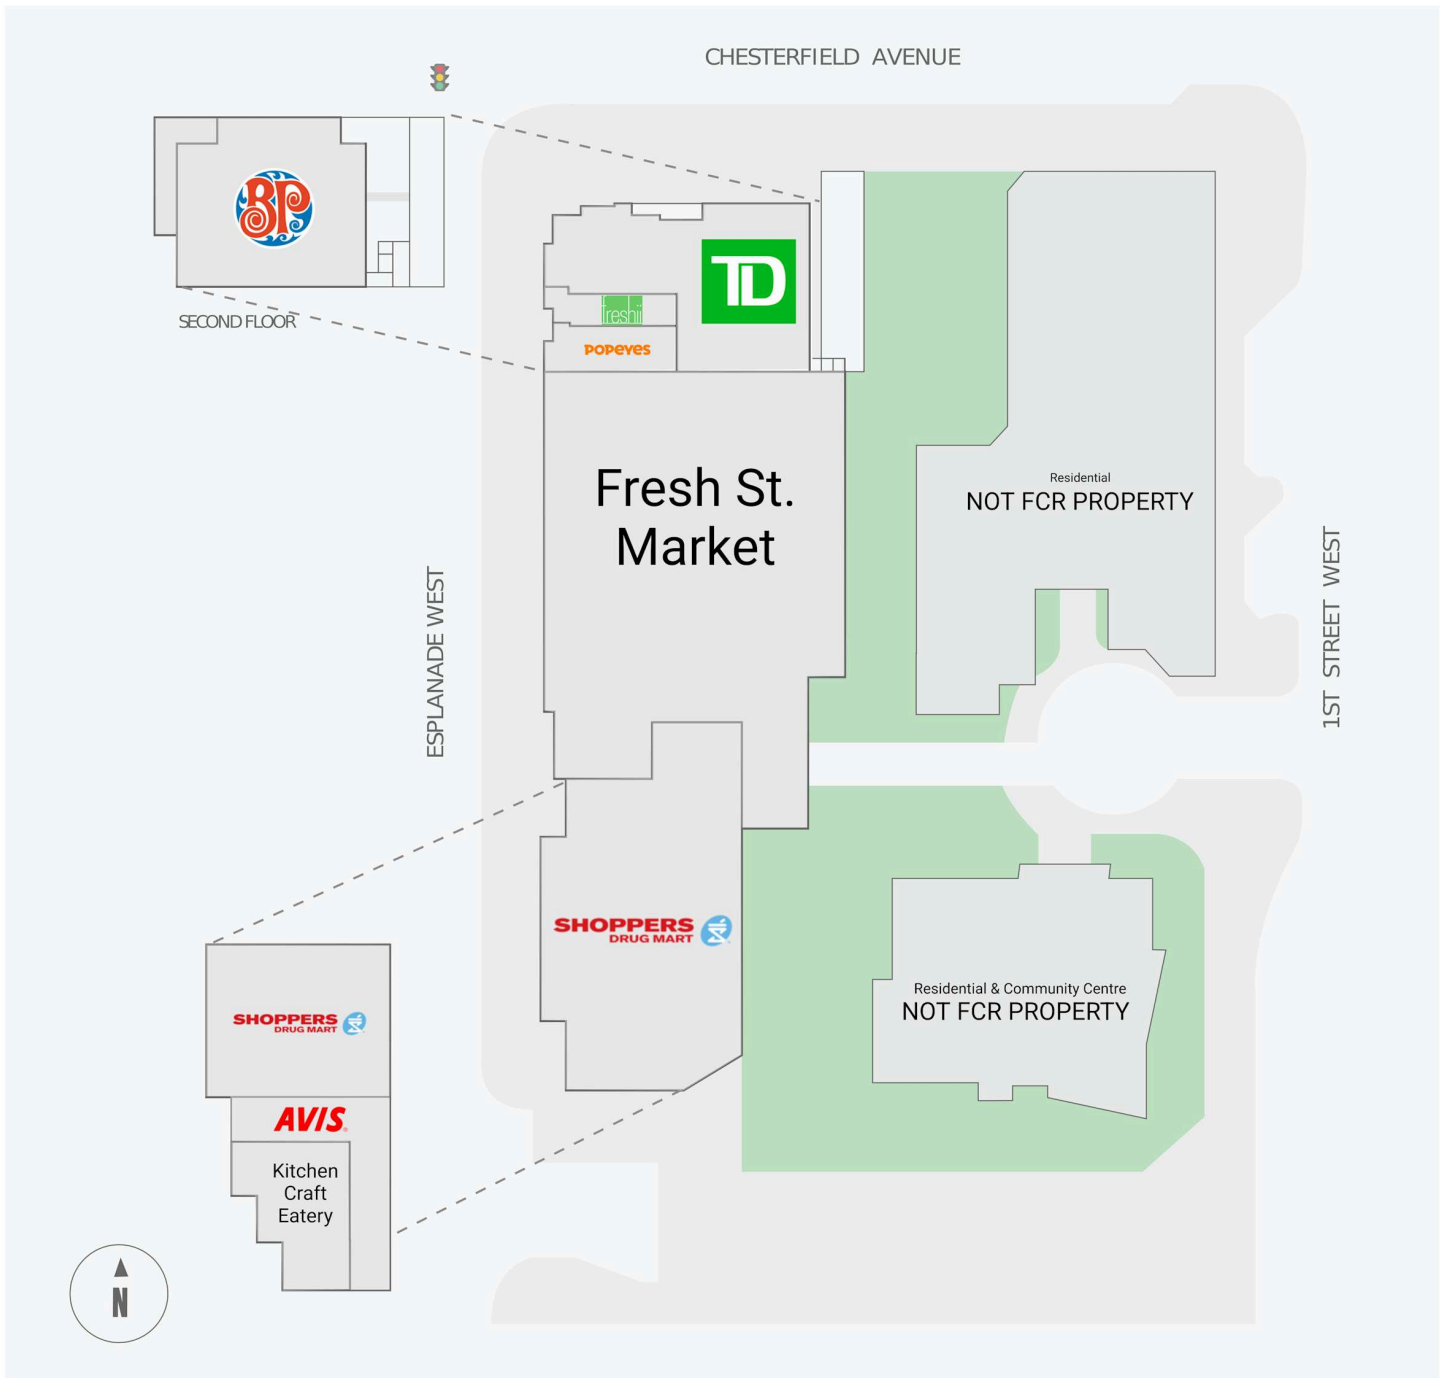 CHESTERFIELD AVENUE
BP
SECOND FLOOR
TD
freshii
POPEYES
Fresh St.
Market
Residential
NOT FCR PROPERTY
ESPLANADE WEST
1ST STREET WEST
SHOPPERS
DRUG MART
Residential & Community Centre
NOT FCR PROPERTY
SHOPPERS
DRUG MART
AVIS
Kitchen
Craft
Eatery
N